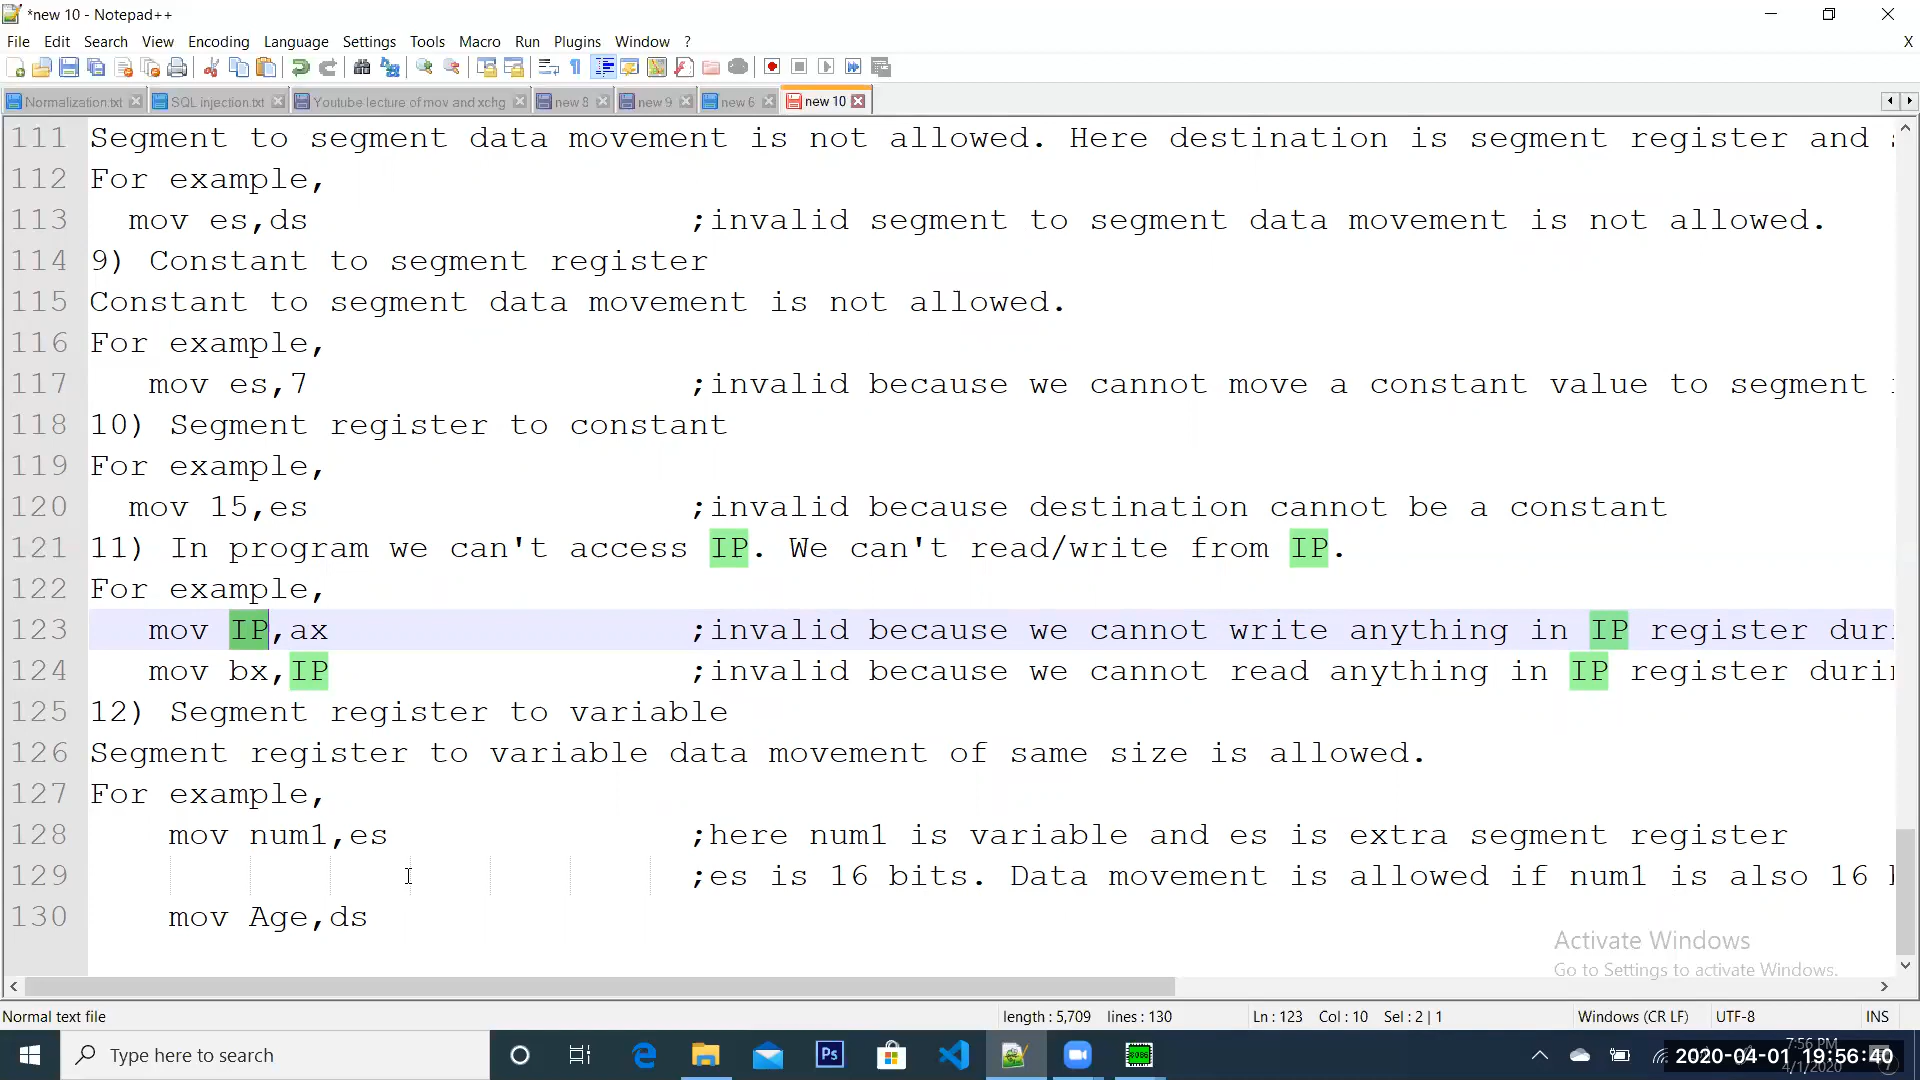 *new 10 - Notepad++
File Edit Search View Encoding Language Settings Tools Macro Run Plugins Window ? X
Normalization.txt SQL injection.txt Youtube lecture of mov and xchg new 8 new 9 new 6 new 10
111 Segment to segment data movement is not allowed. Here destination is segment register and
112 For example,
113 mov es,ds ;invalid segment to segment data movement is not allowed.
114 9) Constant to segment register
115 Constant to segment data movement is not allowed.
116 For example,
117 mov es,7 ;invalid because we cannot move a constant value to segment
118 10) Segment register to constant
119 For example,
120 mov 15,es ;invalid because destination cannot be a constant
121 11) In program we can't access IP. We can't read/write from IP.
122 For example,
123 mov IP,ax ;invalid because we cannot write anything in IP register duri
124 mov bx,IP ;invalid because we cannot read anything in IP register durin
125 12) Segment register to variable
126 Segment register to variable data movement of same size is allowed.
127 For example,
128 mov num1,es ;here num1 is variable and es is extra segment register
129 ;es is 16 bits. Data movement is allowed if num1 is also 16
130 mov Age,ds
Activate Windows
Go to Settings to activate Windows.
Normal text file length : 5,709 lines : 130 Ln : 123 Col : 10 Sel : 2 | 1 Windows (CR LF) UTF-8 INS
Type here to search
Ps
7:56 PM
2020-04-01 19:56:40
4/1/2020